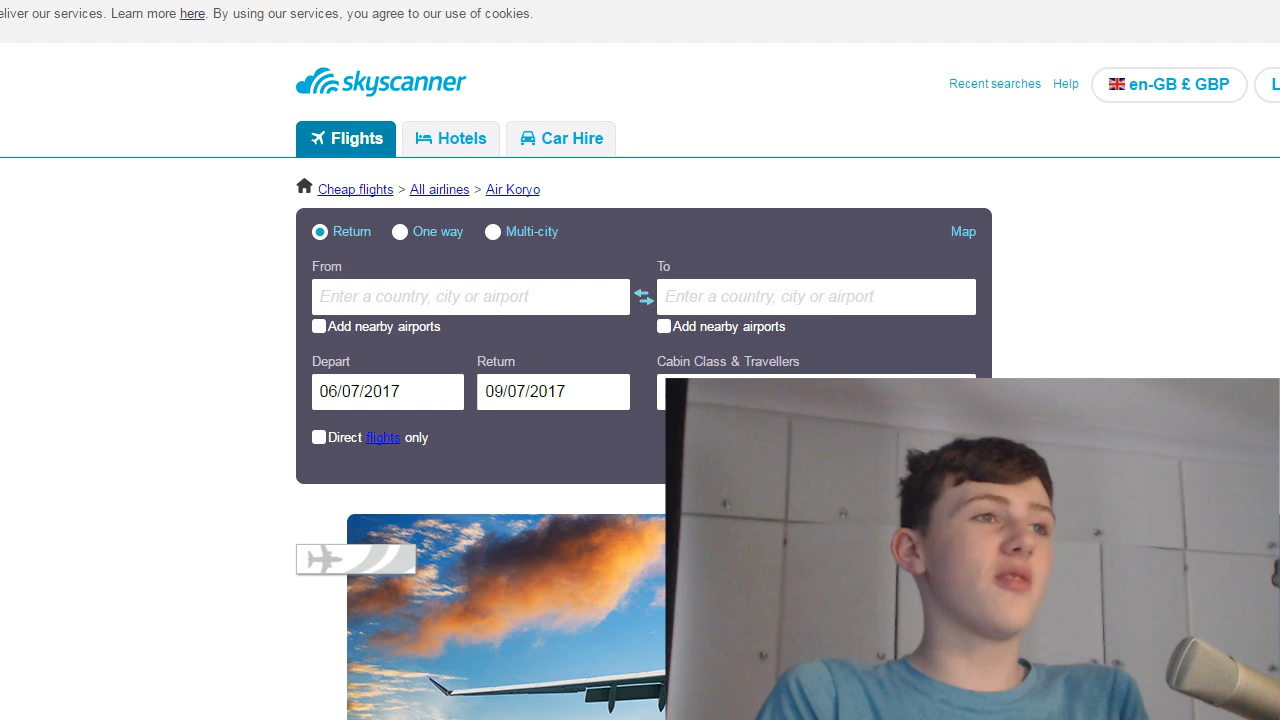 eliver our services. Learn more here. By using our services, you agree to our use of cookies.
skyscanner
Recent searches Help en-GB £ GBP L
Flights Hotels Car Hire
Cheap flights > All airlines > Air Koryo
Return One way Multi-city Map
From To
Enter a country, city or airport Enter a country, city or airport
Add nearby airports Add nearby airports
Depart Return Cabin Class & Travellers
06/07/2017 09/07/2017
Direct flights only